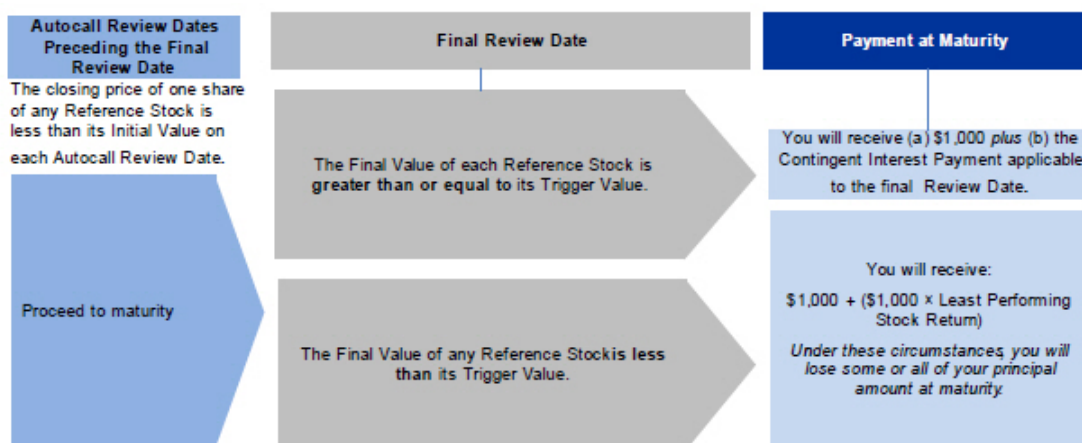 Autocall Review Dates
Preceding the Final
Review Date
The closing price of one share
of any Reference Stock is
less than its Initial Value on
each Autocall Review Date.
Proceed to maturity
Final Review Date
The Final Value of each Reference Stock is
greater than or equal to its Trigger Value.
The Final Value of any Reference Stockis less
than its Trigger Value.
Payment at Maturity
You will receive (a) $1,000 plus (b) the
Contingent Interest Payment applicable
to the final Review Date.
You will receive:
$1,000 + ($1,000 × Least Performing
Stock Return)
Under these circumstances, you will
lose some or all of your principal
amount at maturity.